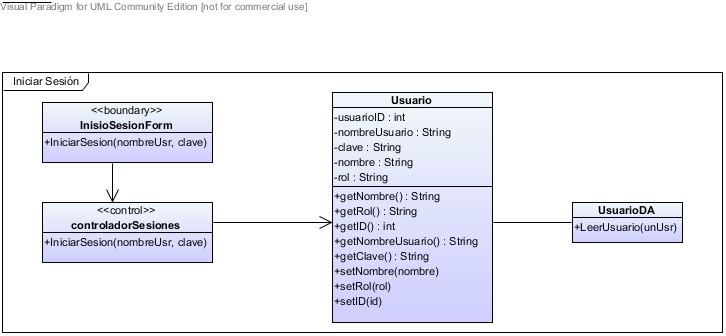 Visual Paradigm for UML Community Edition [not for commercial use]
Iniciar Sesión
<<boundary>>
InisioSesionForm
+IniciarSesion(nombreUsr, clave)
<<control>>
controladorSesiones
+IniciarSesion(nombreUsr, clave)
Usuario
-usuarioID : int
-nombreUsuario : String
-clave : String
-nombre : String
-rol : String
+getNombre() : String
+getRol() : String
+getID() : int
+getNombreUsuario() : String
+getClave() : String
+setNombre(nombre)
+setRol(rol)
+setID(id)
UsuarioDA
+LeerUsuario(unUsr)